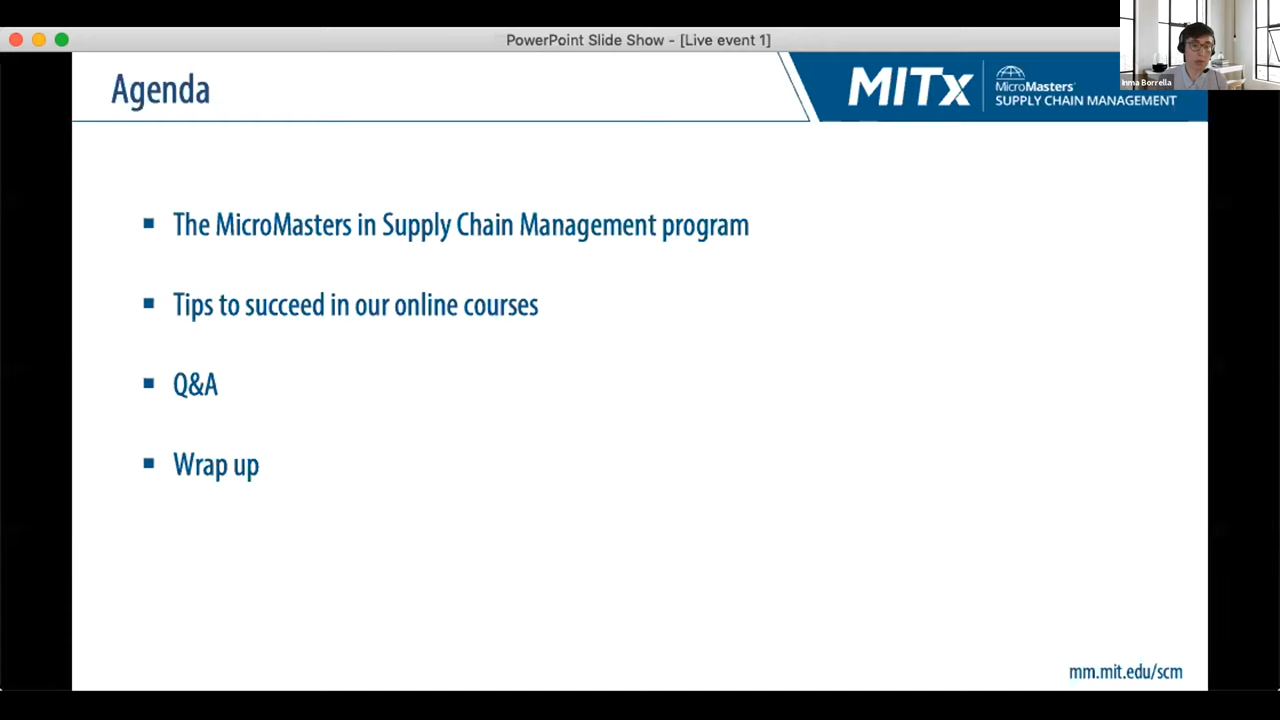 PowerPoint Slide Show - [Live event 1]
Agenda
MITx
MicroMasters
SUPPLY CHAIN MANAGEMENT
Inma Borrella
The MicroMasters in Supply Chain Management program
Tips to succeed in our online courses
Q&A
Wrap up
mm.mit.edu/scm